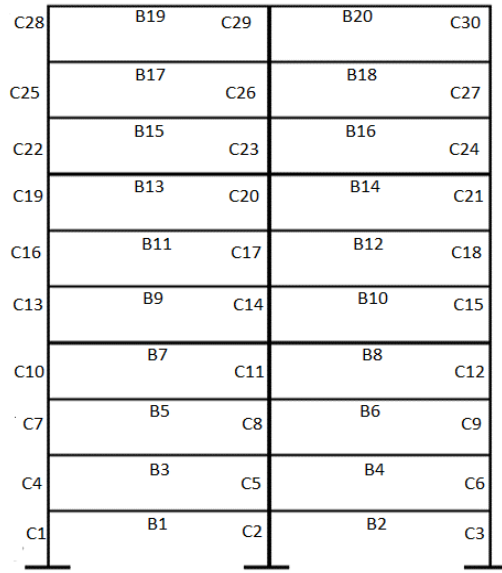 C28 B19 C29 B20 C30
C25 B17 C26 B18 C27
C22 B15 C23 B16 C24
C19 B13 C20 B14 C21
C16 B11 C17 B12 C18
C13 B9 C14 B10 C15
C10 B7 C11 B8 C12
C7 B5 C8 B6 C9
C4 B3 C5 B4 C6
C1 B1 C2 B2 C3